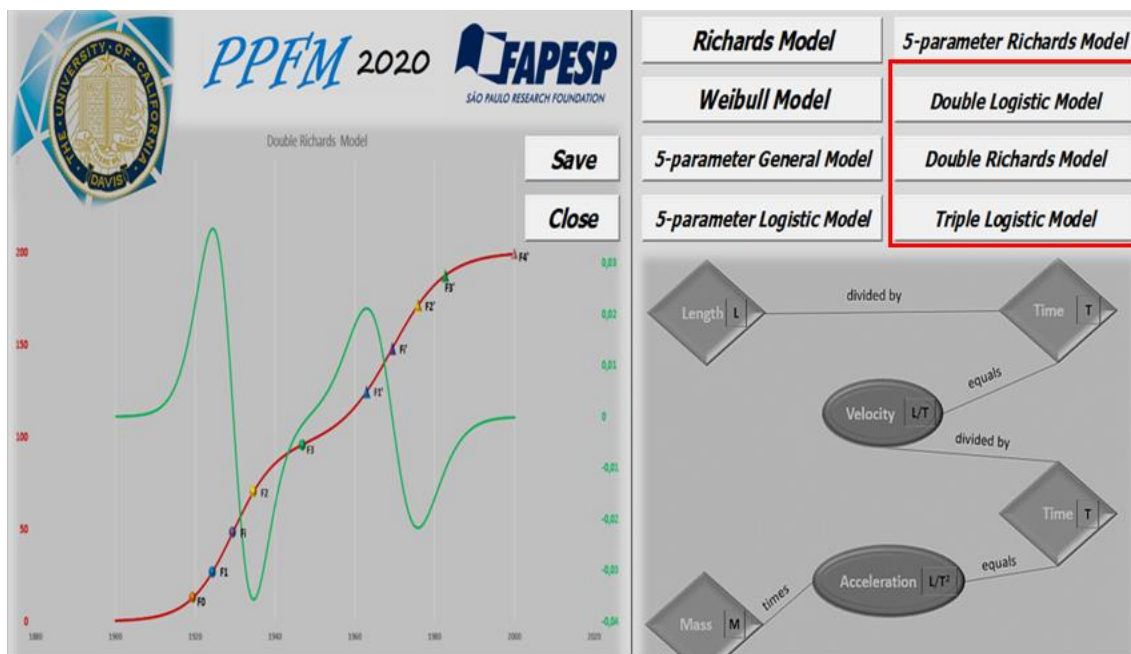 THE UNIVERSITY OF CALIFORNIA
DAVIS
PPFM 2020
FAPESP
SÃO PAULO RESEARCH FOUNDATION
Double Richards Model
Save
Close
200
150
100
50
0
0,03
0,02
0,01
0
-0,01
-0,02
-0,03
-0,04
F0
F1
Fi
F2
F3
F1'
Fi'
F2'
F3'
F4'
1880
1900
1920
1940
1960
1980
2000
2020
Richards Model
5-parameter Richards Model
Weibull Model
Double Logistic Model
5-parameter General Model
Double Richards Model
5-parameter Logistic Model
Triple Logistic Model
Length L
divided by
Time T
equals
Velocity L/T
divided by
Time T
equals
Acceleration L/T²
times
Mass M